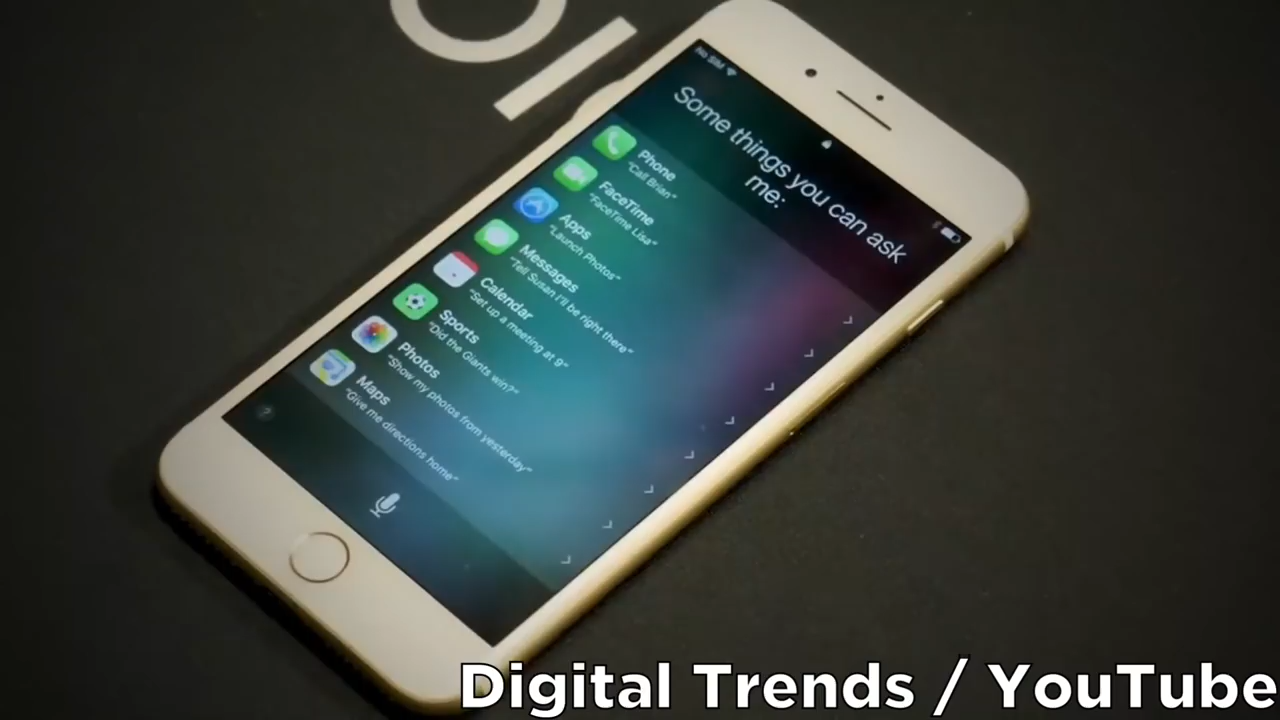 No SIM
Some things you can ask
me:
Phone
"Call Brian"
FaceTime
"FaceTime Lisa"
Apps
"Launch Photos"
Messages
"Tell Susan I'll be right there"
Calendar
"Set up a meeting at 9"
Sports
"Did the Giants win?"
Photos
"Show my photos from yesterday"
Maps
"Give me directions home"
Digital Trends / YouTube